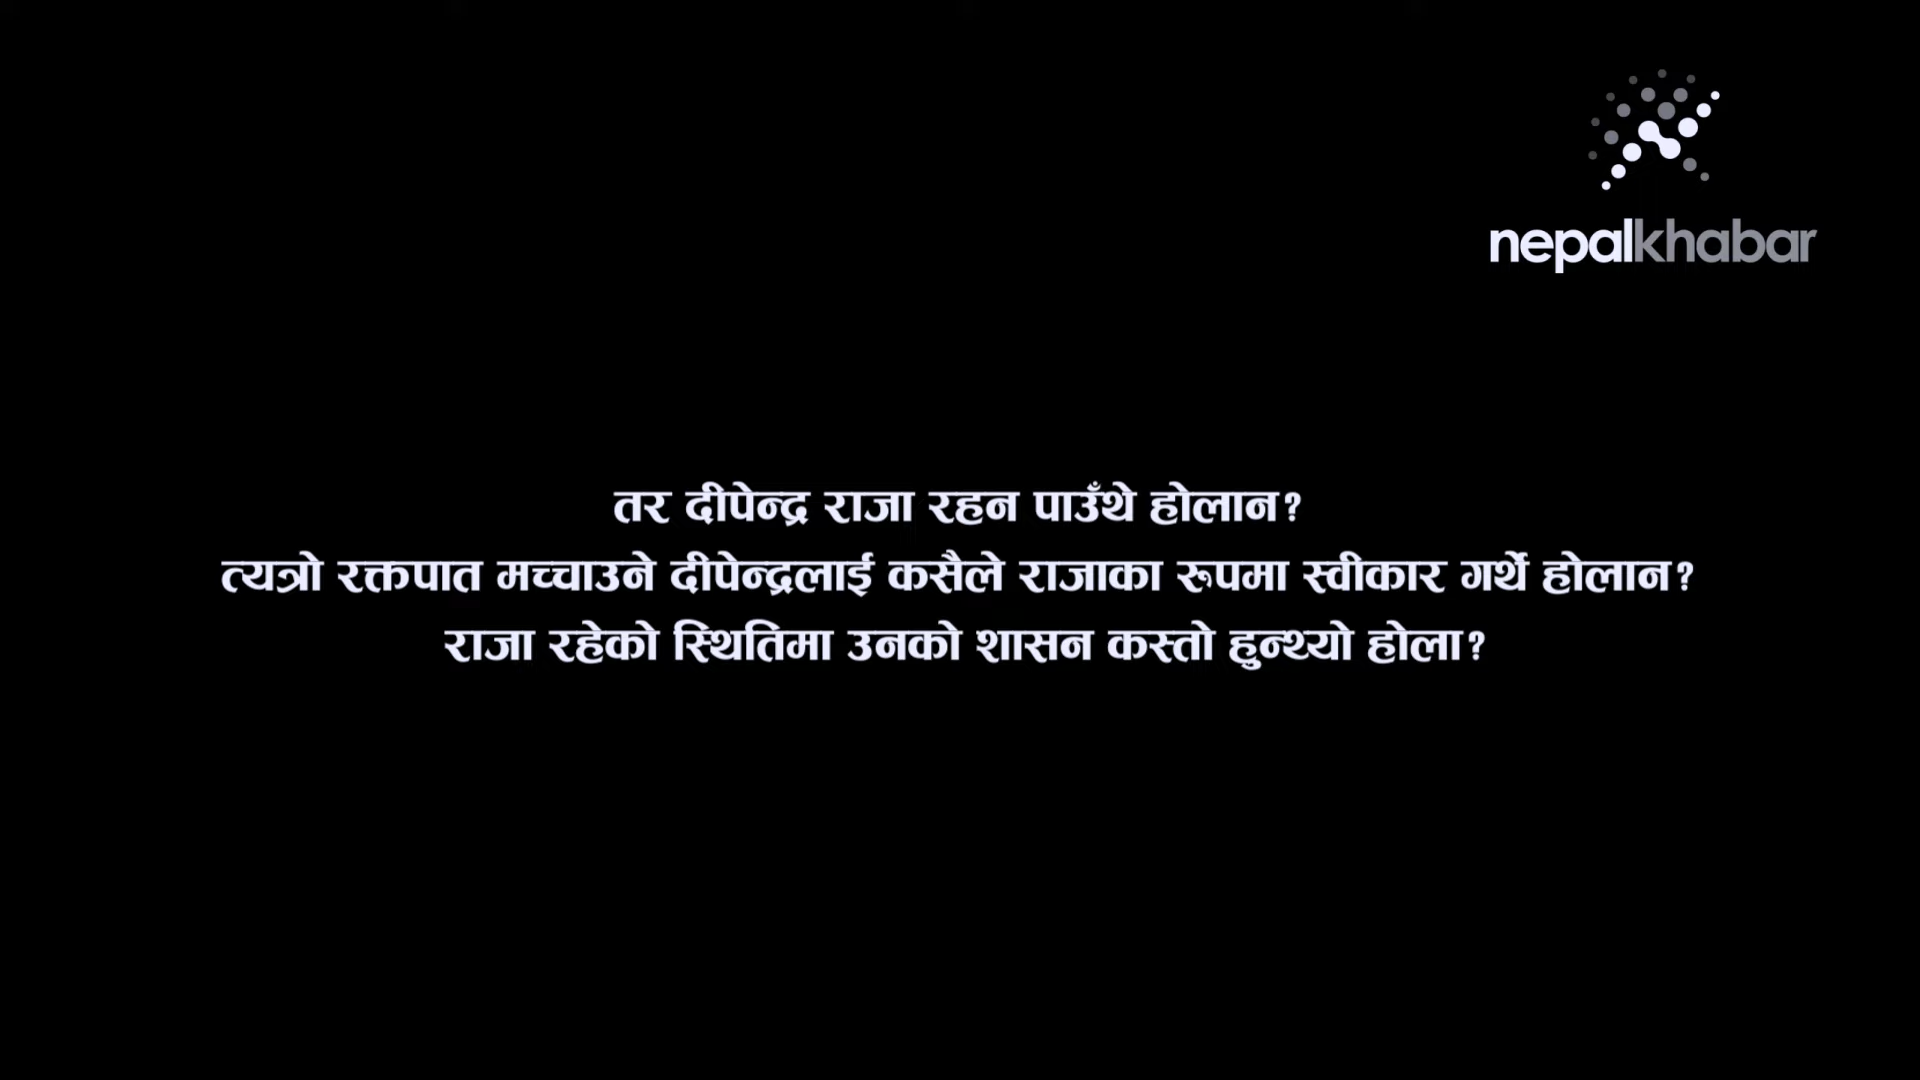 nepalkhabar
तर दीपेन्द्र राजा रहन पाउँथे होलान?
त्यत्रो रक्तपात मच्चाउने दीपेन्द्रलाई कसैले राजाका रुपमा स्वीकार गर्थे होलान?
राजा रहेको स्थितिमा उनको शासन कस्तो हुन्थ्यो होला?